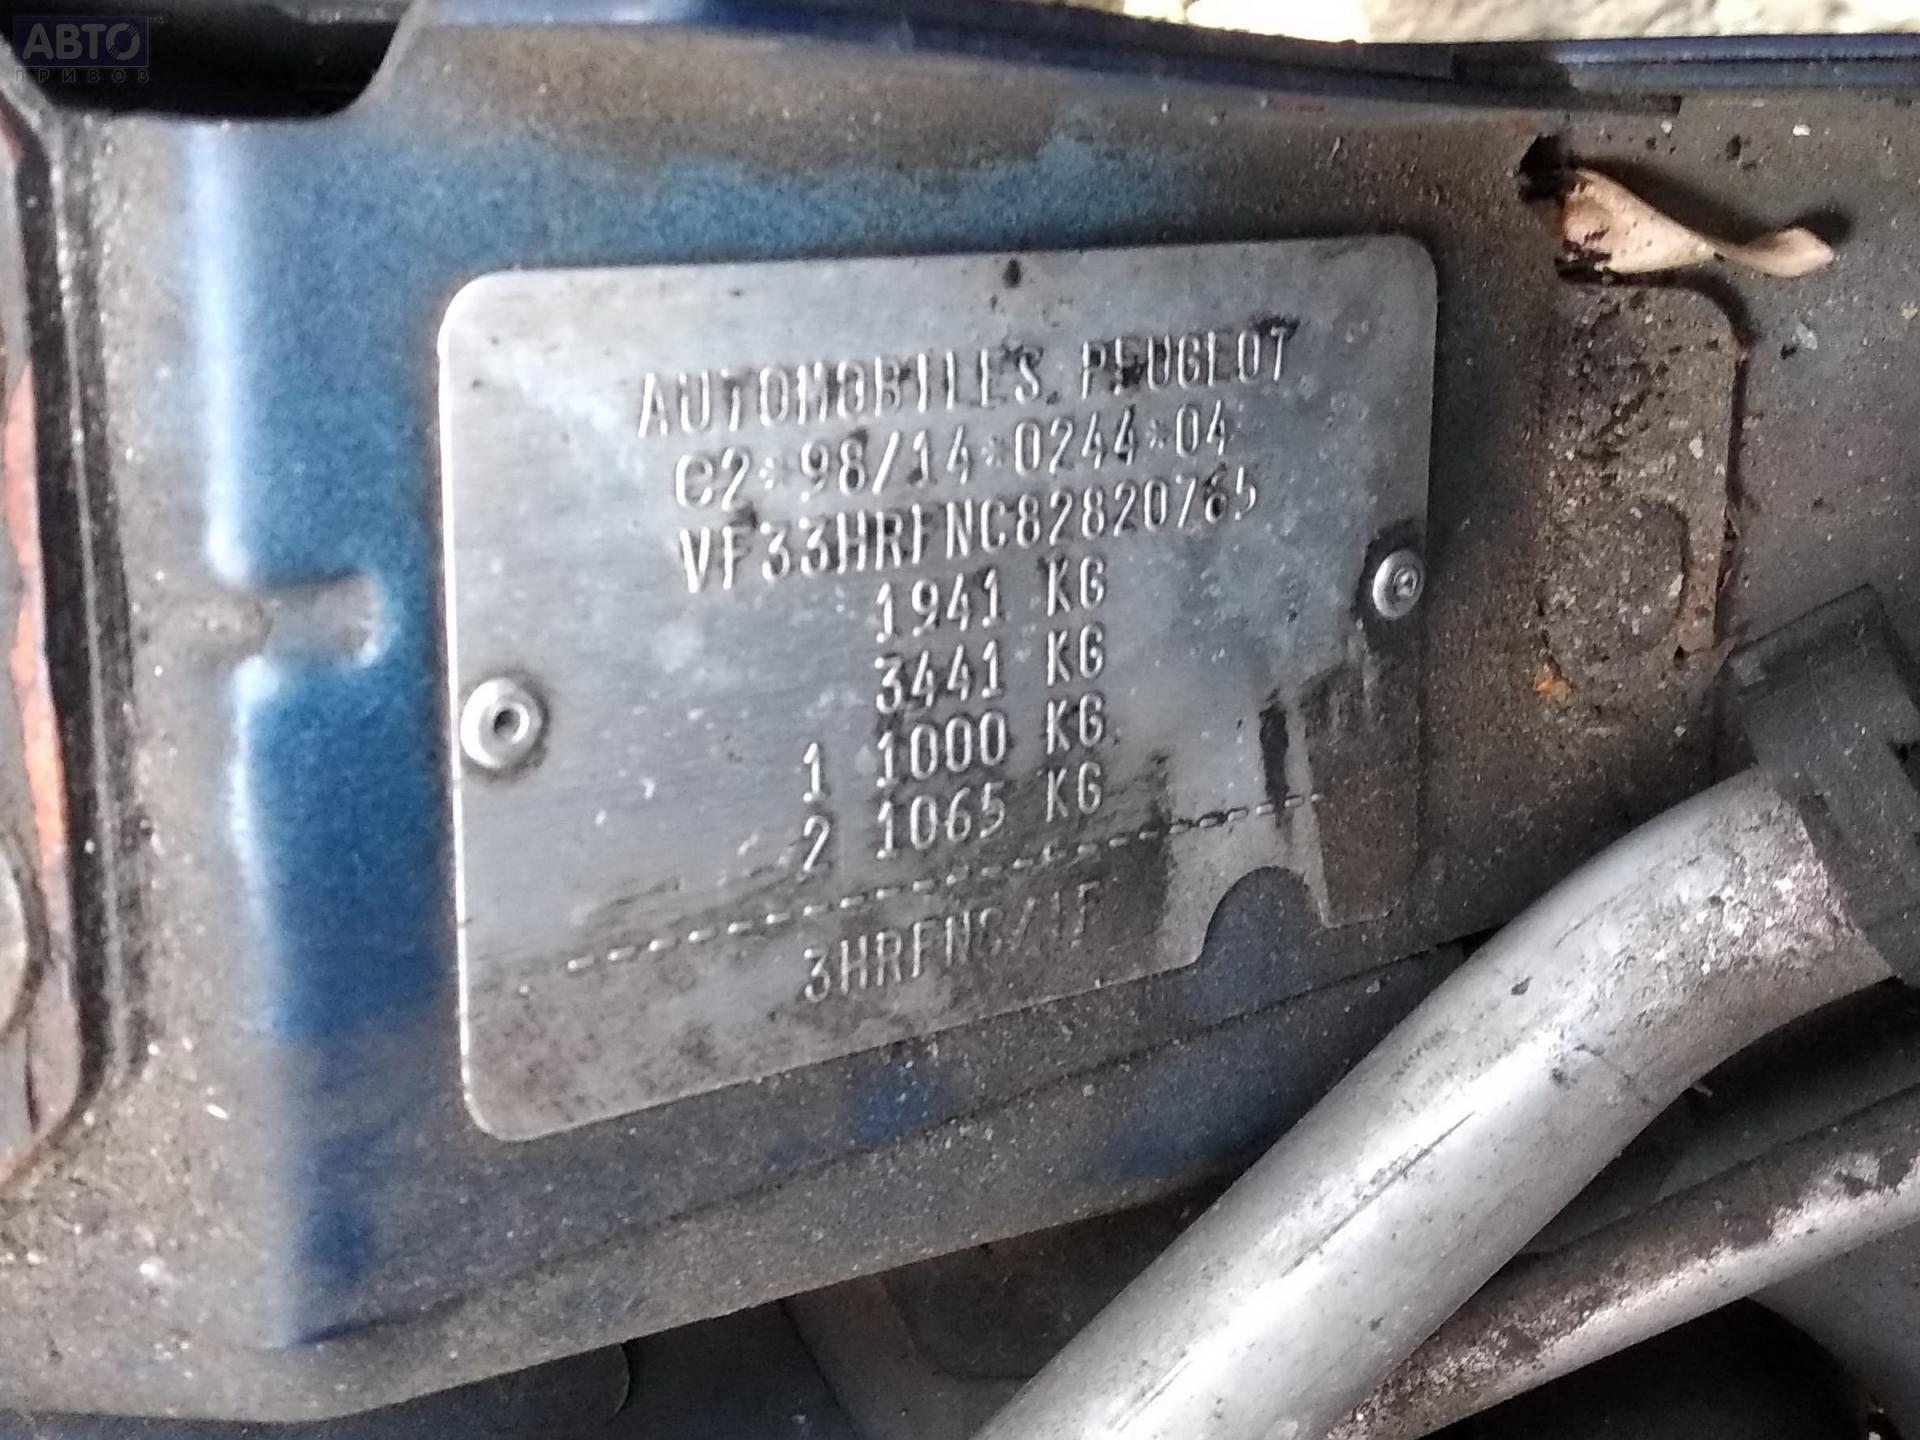 АВТО
ПРИВОЗ
AUTOMOBILES PEUGEOT
e2*98/14*0244*04
VF33HRFNC82820765
1941 KG
3441 KG
1 1000 KG
2 1065 KG
3HRFNC/1F